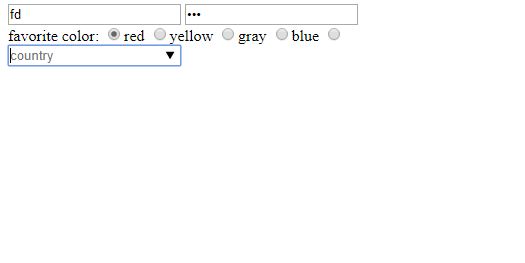 fd •••
favorite color: red yellow gray blue
country